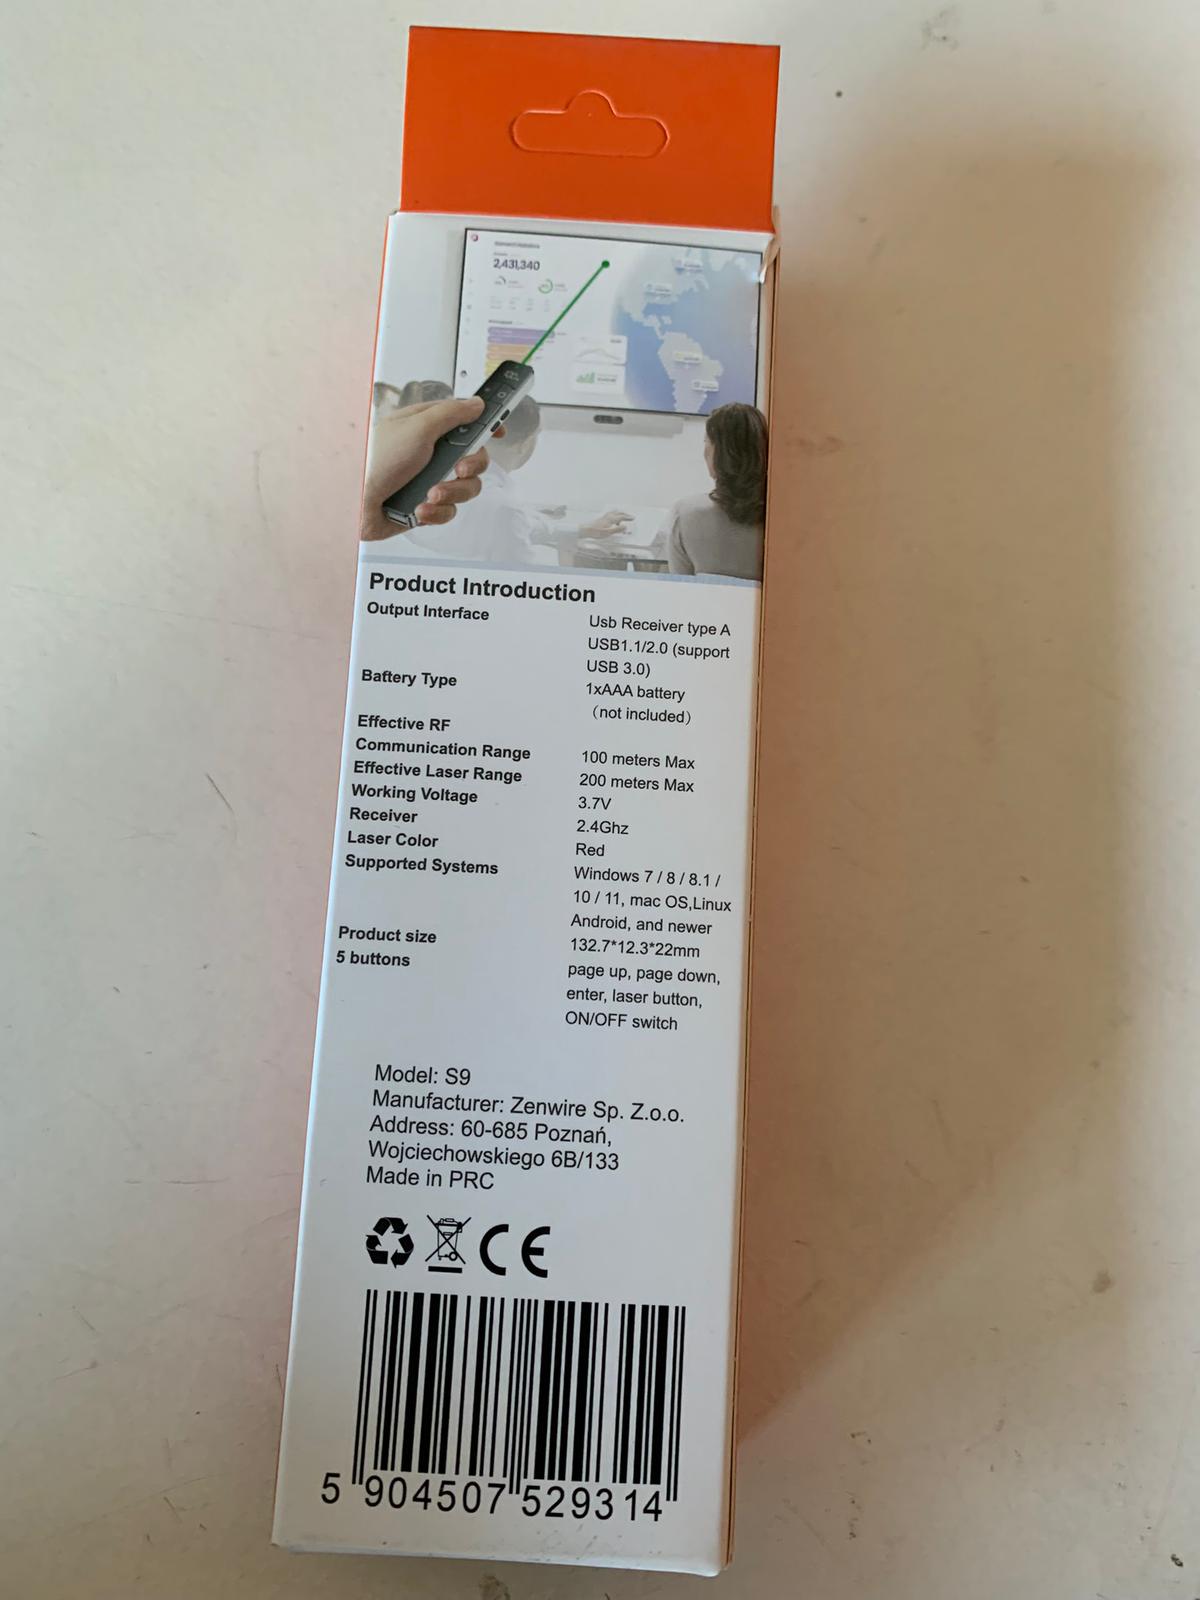 2,431,340
Product Introduction
Output Interface Usb Receiver type A
USB1.1/2.0 (support
USB 3.0)
Baftery Type 1xAAA battery
（not included）
Effective RF
Communication Range 100 meters Max
Effective Laser Range 200 meters Max
Working Voltage 3.7V
Receiver 2.4Ghz
Laser Color Red
Supported Systems Windows 7 / 8 / 8.1 /
10 / 11, mac OS,Linux
Android, and newer
Product size 132.7*12.3*22mm
5 buttons page up, page down,
enter, laser button,
ON/OFF switch
Model: S9
Manufacturer: Zenwire Sp. Z.o.o.
Address: 60-685 Poznań,
Wojciechowskiego 6B/133
Made in PRC
CE
5 904507 529314